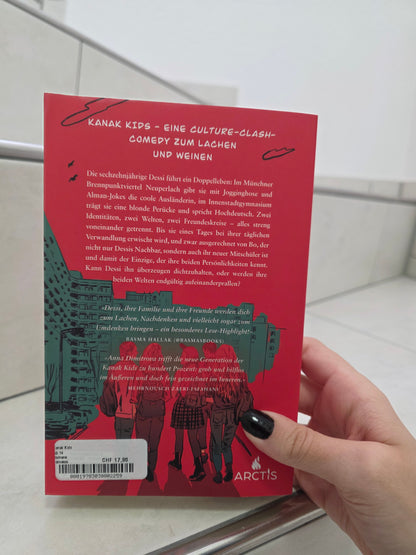 KANAK KIDS – EINE CULTURE-CLASH-
COMEDY ZUM LACHEN
UND WEINEN
Die sechzehnjährige Dessi führt ein Doppelleben: Im Münchner
Brennpunktviertel Neuperlach gibt sie mit Jogginghose und
Alman-Jokes die coole Ausländerin, im Innenstadtgymnasium
trägt sie eine blonde Perücke und spricht Hochdeutsch. Zwei
Identitäten, zwei Welten, zwei Freundeskreise – alles streng
voneinander getrennt. Bis sie eines Tages bei ihrer täglichen
Verwandlung erwischt wird, und zwar ausgerechnet von Bo, der
nicht nur Dessis Nachbar, sondern auch ihr neuer Mitschüler ist
und damit der Einzige, der ihre beiden Persönlichkeiten kennt.
Kann Dessi ihn überzeugen dichtzuhalten, oder werden ihre
beiden Welten endgültig aufeinanderprallen?
»Dessi, ihre Familie und ihre Freunde werden dich
zum Lachen, Nachdenken und vielleicht sogar zum
Umdenken bringen – ein besonderes Lese-Highlight!«
BASMA HALLAK (@BASMASBOOKS)
»Anna Dimitrova trifft die neue Generation der
Kanak Kids zu hundert Prozent: grob und bissig
im Äußeren und doch fein gezeichnet im Inneren.«
MEHRNOUSCH ZAERI-ESFAHANI
Kids
CHF 17,90
ARCTIS